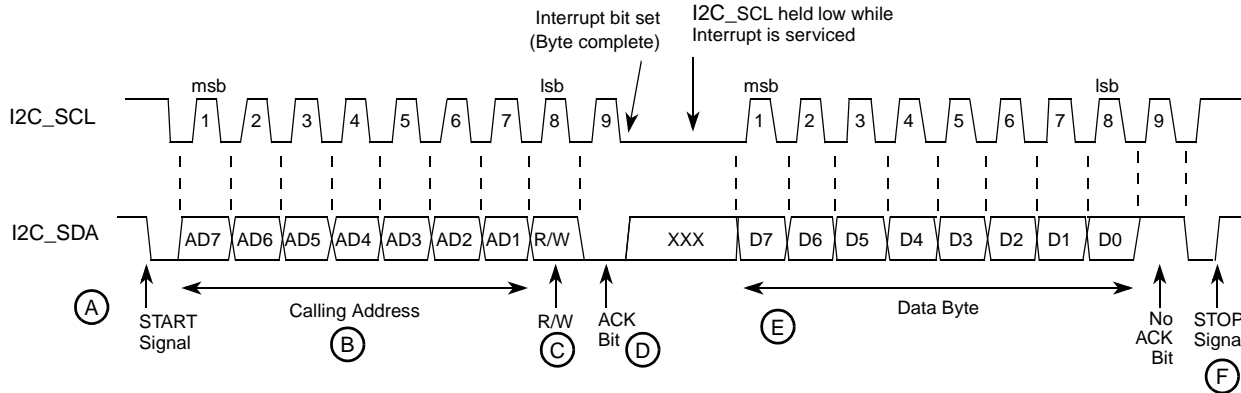 Interrupt bit set
(Byte complete)
I2C_SCL held low while
Interrupt is serviced
msb
lsb
msb
lsb
I2C_SCL
1 2 3 4 5 6 7 8 9 1 2 3 4 5 6 7 8 9
I2C_SDA
AD7 AD6 AD5 AD4 AD3 AD2 AD1 R/W XXX D7 D6 D5 D4 D3 D2 D1 D0
A
START
Signal
Calling Address
B
R/W
C
ACK
Bit
D
E
Data Byte
No
ACK
Bit
STOP
Signal
F